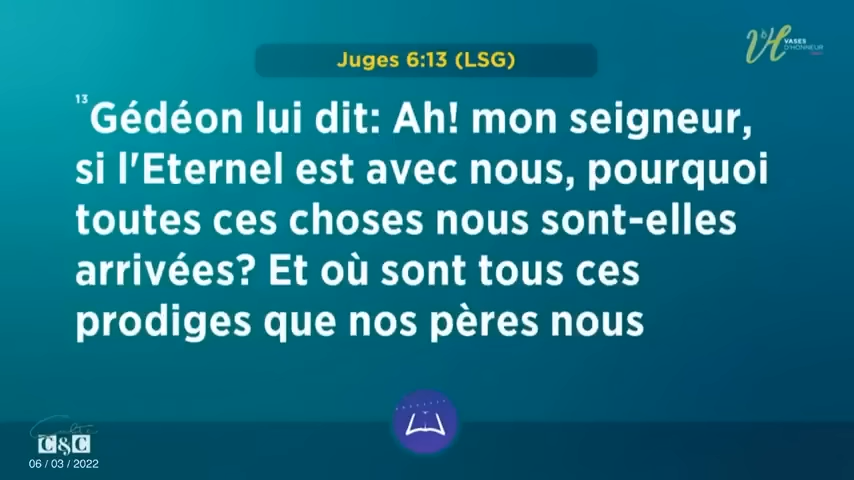 VH VASES
D'HONNEUR
Juges 6:13 (LSG)
13 Gédéon lui dit: Ah! mon seigneur,
si l'Eternel est avec nous, pourquoi
toutes ces choses nous sont-elles
arrivées? Et où sont tous ces
prodiges que nos pères nous
Culte
C&C
06 / 03 / 2022